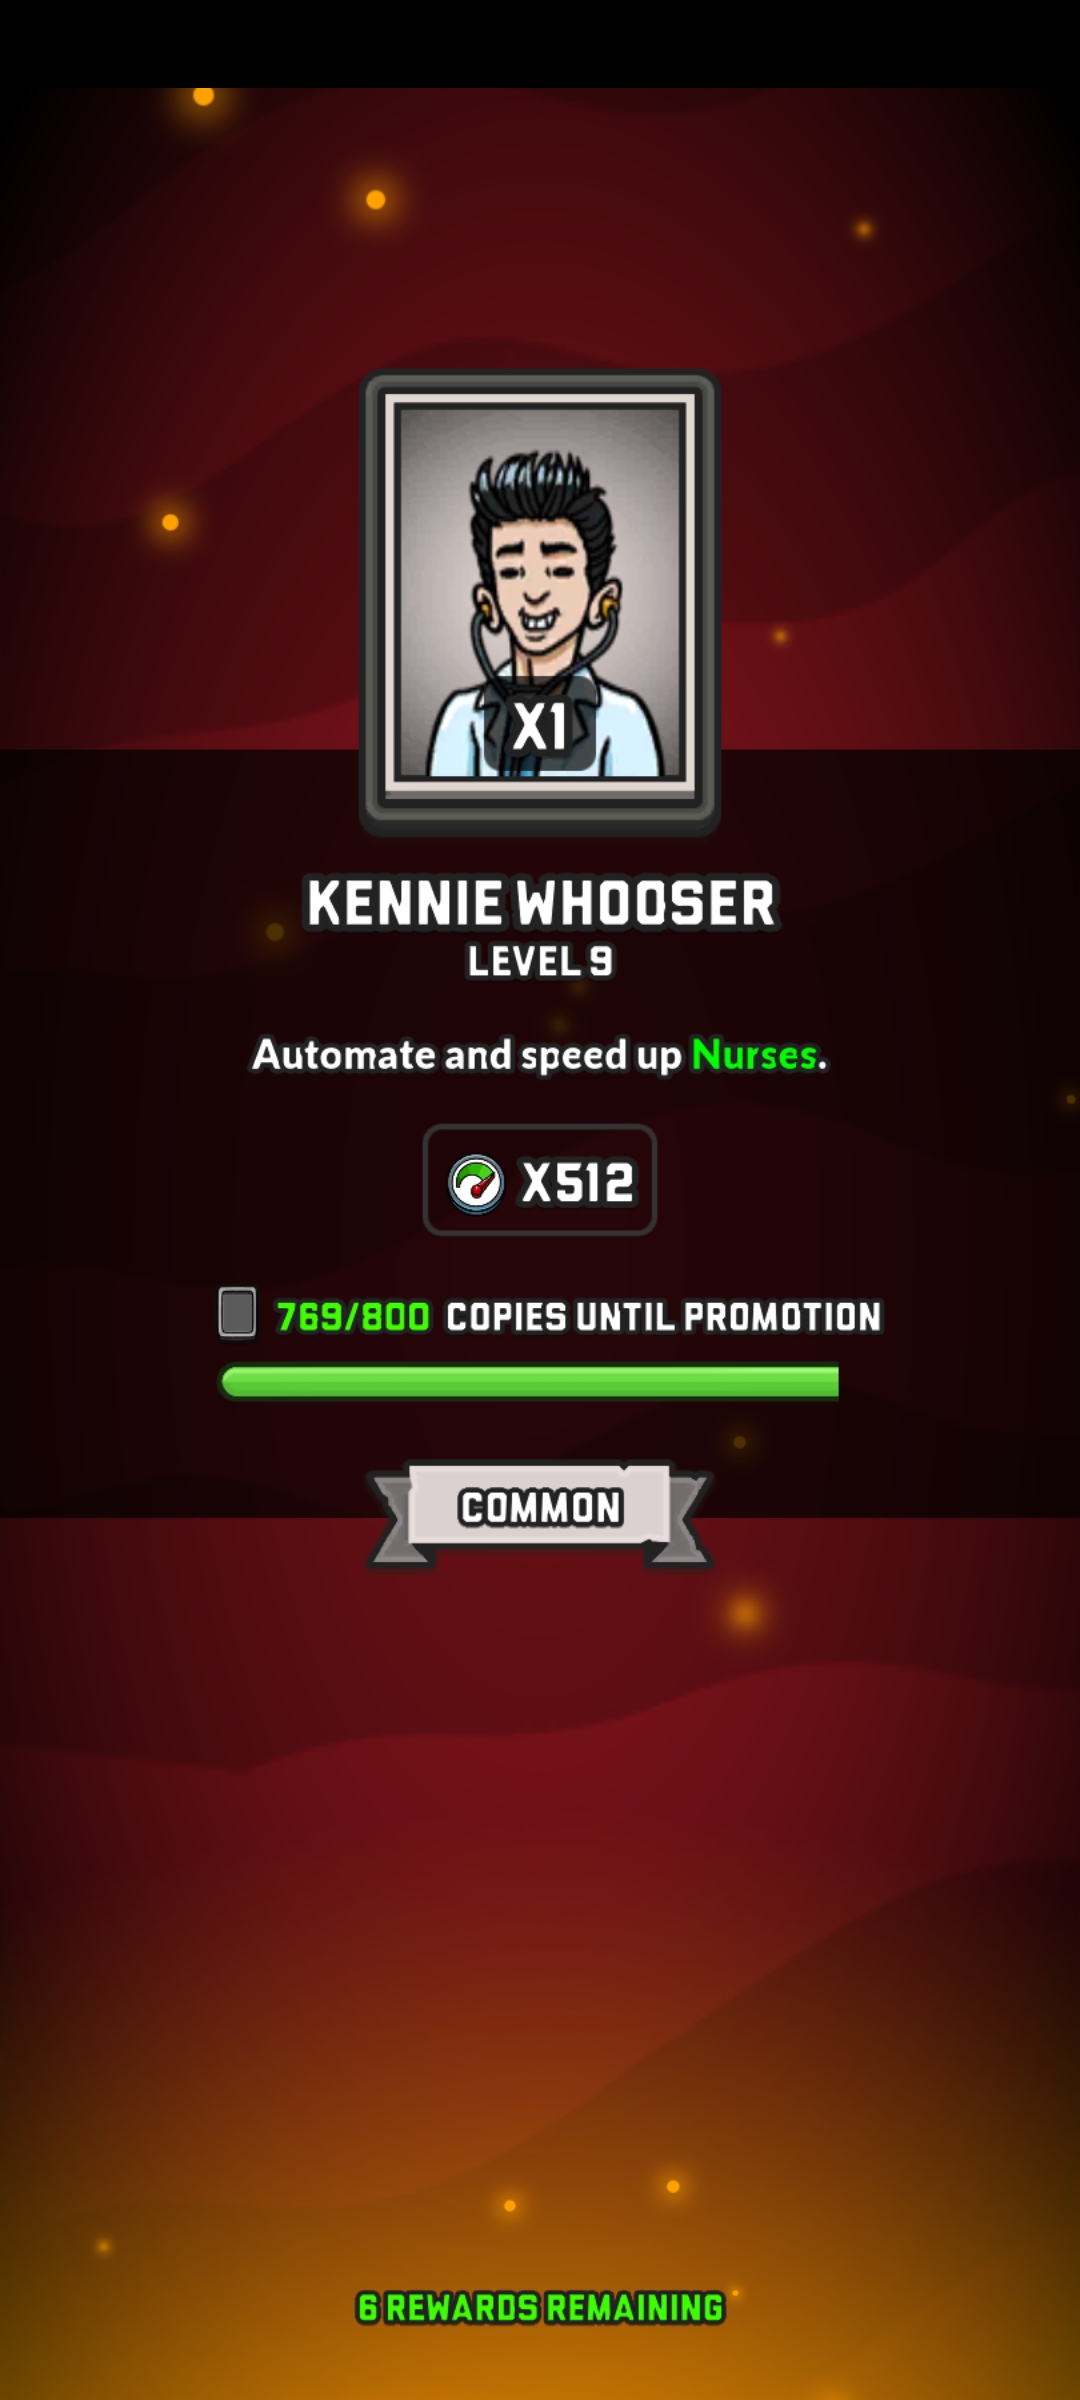 X1
KENNIE WHOOSER
LEVEL 9
Automate and speed up Nurses.
X512
769/800 COPIES UNTIL PROMOTION
COMMON
6 REWARDS REMAINING